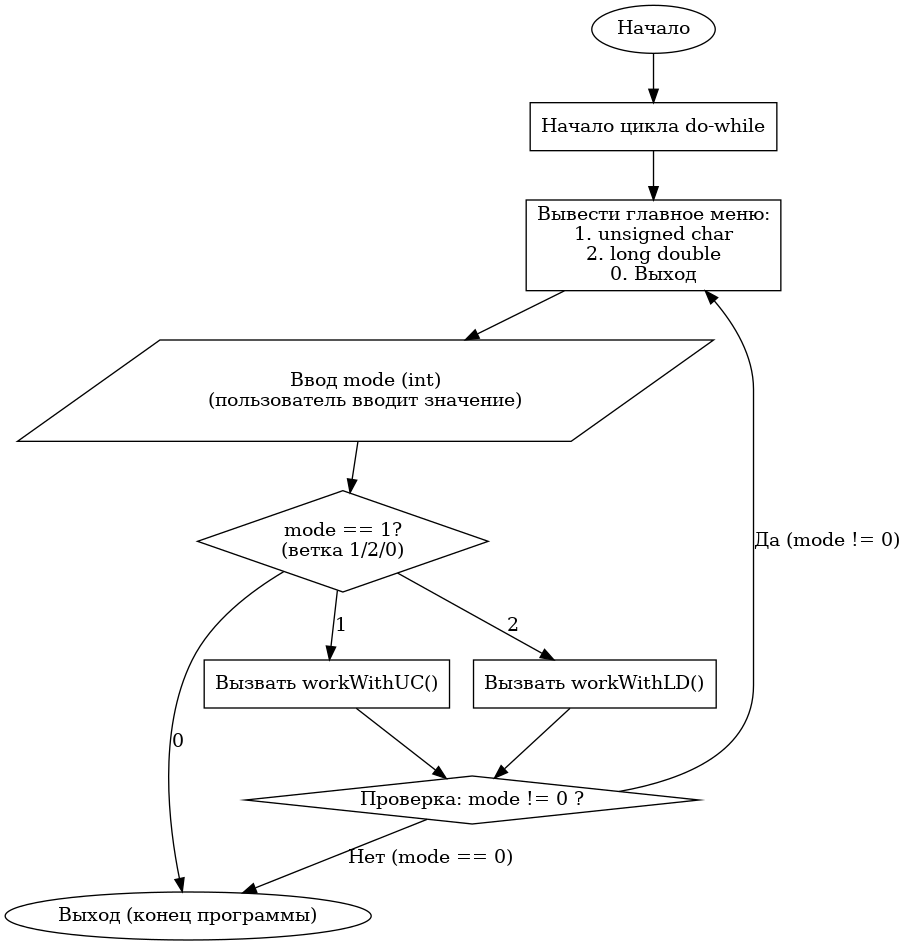 Начало
Начало цикла do-while
Вывести главное меню:
1. unsigned char
2. long double
0. Выход
Ввод mode (int)
(пользователь вводит значение)
mode == 1?
(ветка 1/2/0)
Да (mode != 0)
1
2
Вызвать workWithUC()
Вызвать workWithLD()
0
Проверка: mode != 0 ?
Нет (mode == 0)
Выход (конец программы)